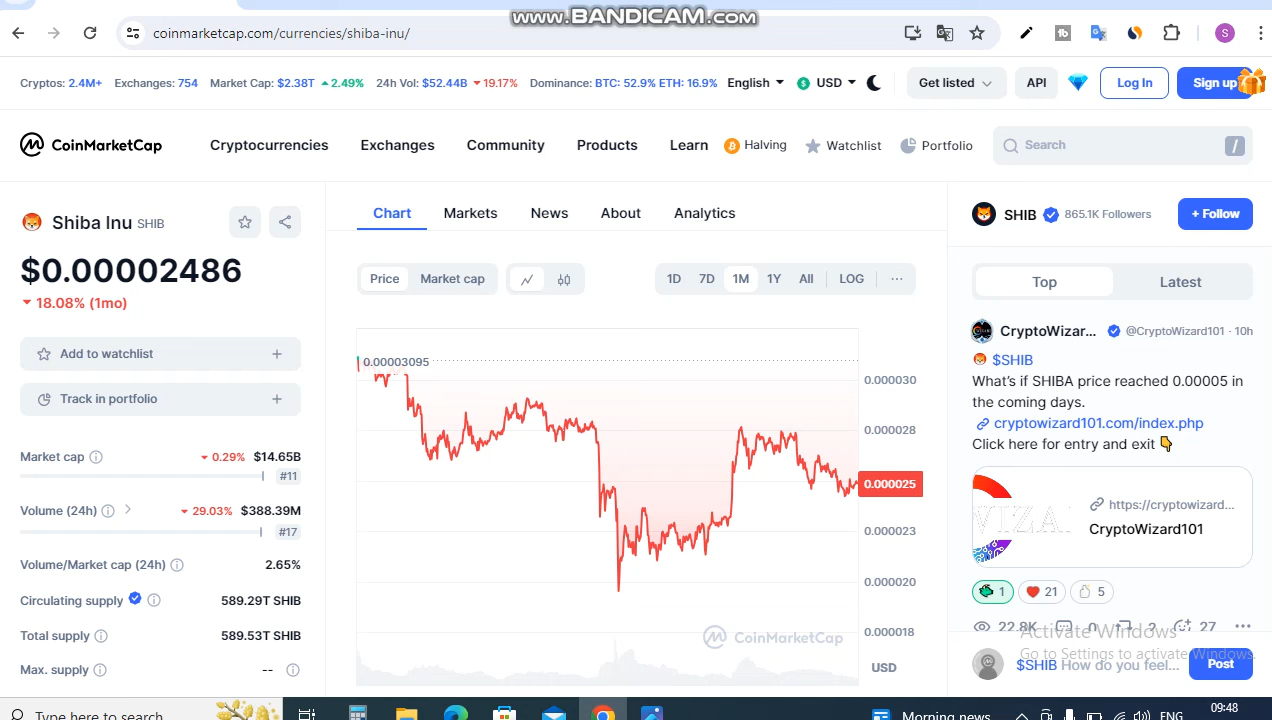 www.BANDICAM.com
coinmarketcap.com/currencies/shiba-inu/
S
Cryptos: 2.4M+ Exchanges: 754 Market Cap: $2.38T 2.49% 24h Vol: $52.44B 19.17% Dominance: BTC: 52.9% ETH: 16.9% English USD Get listed API Log In Sign up
CoinMarketCap Cryptocurrencies Exchanges Community Products Learn Halving Watchlist Portfolio Search /
Shiba Inu SHIB
$0.00002486
18.08% (1mo)
Add to watchlist +
Track in portfolio +
Market cap 0.29% $14.65B
#11
Volume (24h) 29.03% $388.39M
#17
Volume/Market cap (24h) 2.65%
Circulating supply 589.29T SHIB
Total supply 589.53T SHIB
Max. supply --
Chart Markets News About Analytics
Price Market cap 1D 7D 1M 1Y All LOG ...
0.00003095
0.000030
0.000028
0.000025
0.000023
0.000020
0.000018
CoinMarketCap
USD
SHIB 865.1K Followers + Follow
Top Latest
CryptoWizar... @CryptoWizard101 · 10h
$SHIB
What's if SHIBA price reached 0.00005 in
the coming days.
cryptowizard101.com/index.php
Click here for entry and exit
https://cryptowizard...
CryptoWizard101
1 21 5
22.8K 27 ...
Activate Windows
Go to Settings to activate Windows.
$SHIB How do you feel... Post
Type here to search Morning news ENG 09:48